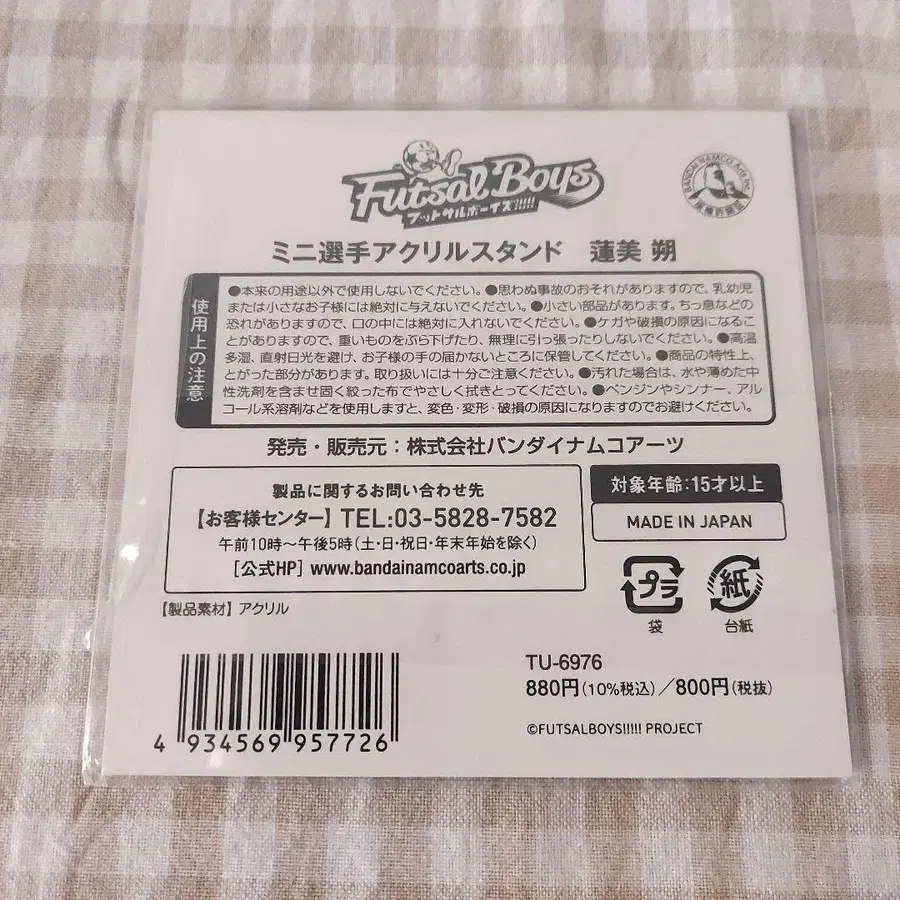 Futsal Boys
フットサルボーイズ!!!!!
BANDAI NAMCO Arts Inc.
ミニ選手アクリルスタンド 蓮美 朔
使用上の注意
●本来の用途以外で使用しないでください。●思わぬ事故のおそれがありますので、乳幼児
または小さなお子様には絶対に与えないでください。●小さい部品があります。ちっ息などの
恐れがありますので、口の中には絶対に入れないでください。●ケガや破損の原因になるこ
とがありますので、重いものをぶら下げたり、無理に引っ張ったりしないでください。●高温
多湿、直射日光を避け、お子様の手の届かないところに保管してください。●商品の特性上、
とがった部分があります。取り扱いには十分ご注意ください。●汚れた場合は、水や薄めた中
性洗剤を含ませ固く絞った布でやさしく拭きとってください。●ベンジンやシンナー、アル
コール系溶剤などを使用しますと、変色・変形・破損の原因になりますのでお避けください。
発売・販売元：株式会社バンダイナムコアーツ
製品に関するお問い合わせ先
【お客様センター】TEL:03-5828-7582
午前10時〜午後5時(土・日・祝日・年末年始を除く)
[公式HP] www.bandainamcoarts.co.jp
対象年齢:15才以上
MADE IN JAPAN
プラ
袋
紙
台紙
【製品素材】アクリル
4 934569 957726
TU-6976
880円(10%税込)／800円(税抜)
©FUTSALBOYS!!!!! PROJECT